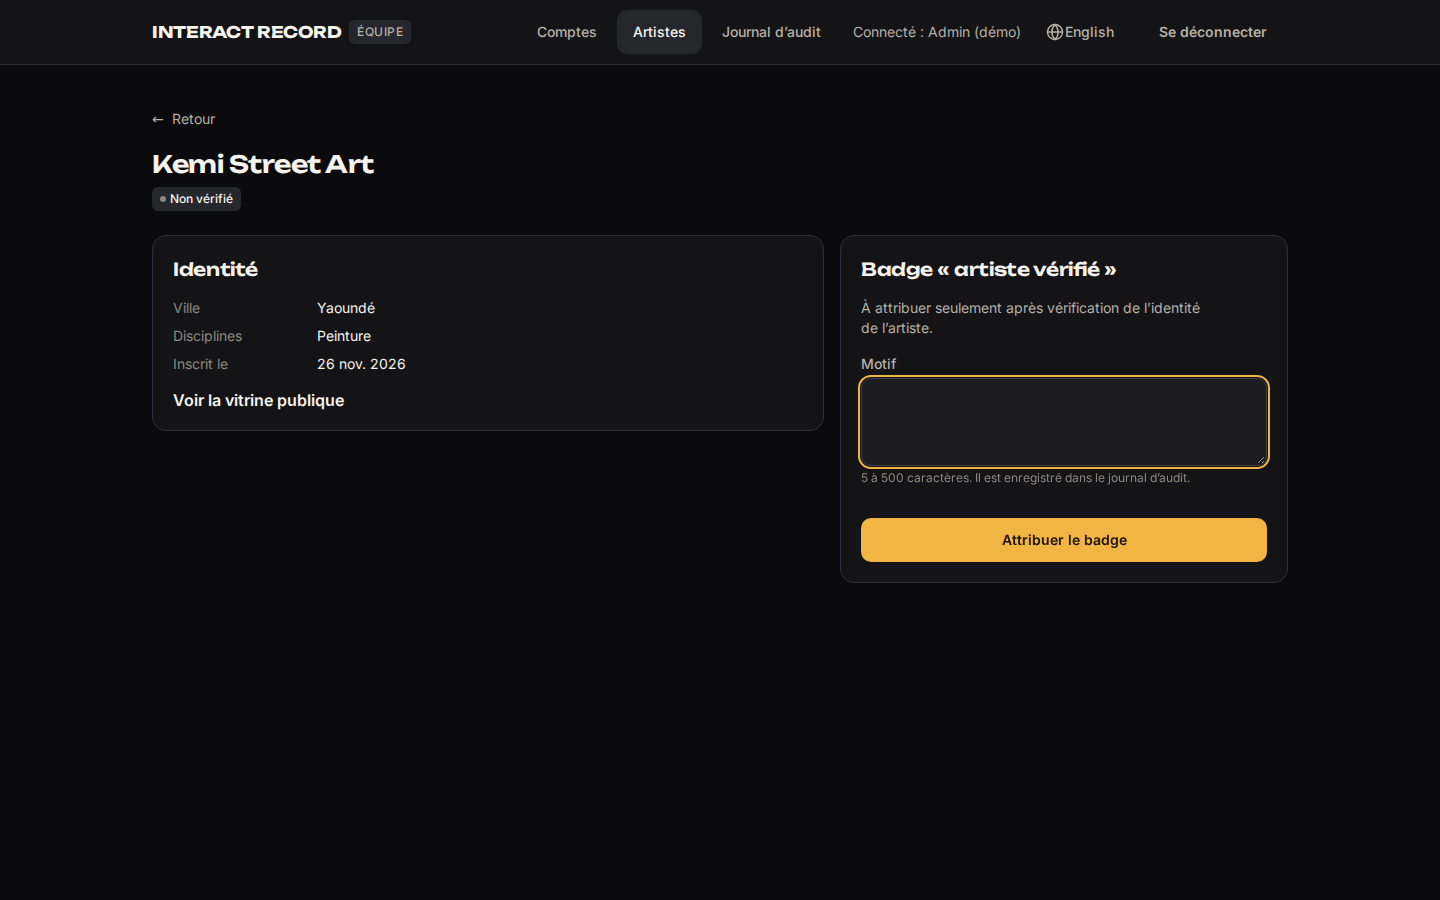 INTERACT RECORD ÉQUIPE Comptes Artistes Journal d'audit Connecté : Admin (démo) English Se déconnecter
← Retour
Kemi Street Art
Non vérifié
Identité
Ville Yaoundé
Disciplines Peinture
Inscrit le 26 nov. 2026
Voir la vitrine publique
Badge « artiste vérifié »
À attribuer seulement après vérification de l'identité
de l'artiste.
Motif
5 à 500 caractères. Il est enregistré dans le journal d'audit.
Attribuer le badge